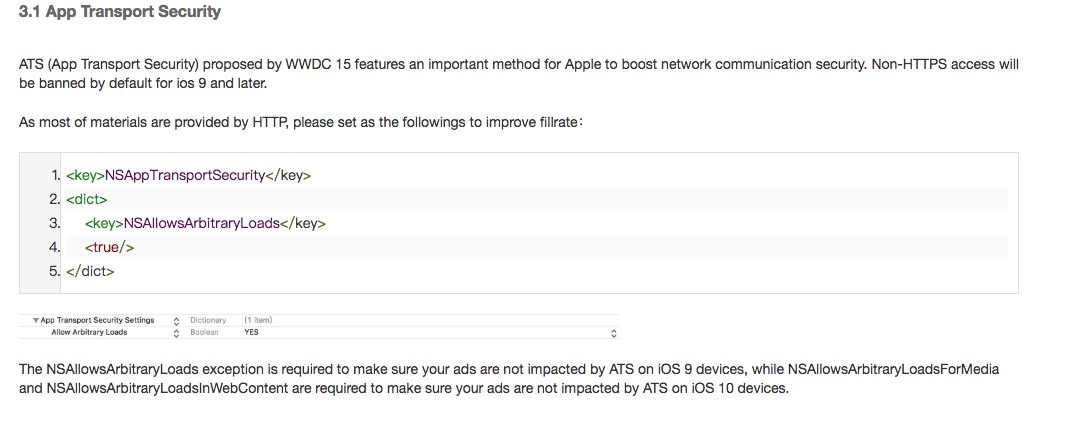 3.1 App Transport Security
ATS (App Transport Security) proposed by WWDC 15 features an important method for Apple to boost network communication security. Non-HTTPS access will
be banned by default for ios 9 and later.
As most of materials are provided by HTTP, please set as the followings to improve fillrate：
1. <key>NSAppTransportSecurity</key>
2. <dict>
3. <key>NSAllowsArbitraryLoads</key>
4. <true/>
5. </dict>
App Transport Security Settings Dictionary (1 item)
Allow Arbitrary Loads Boolean YES
The NSAllowsArbitraryLoads exception is required to make sure your ads are not impacted by ATS on iOS 9 devices, while NSAllowsArbitraryLoadsForMedia
and NSAllowsArbitraryLoadsInWebContent are required to make sure your ads are not impacted by ATS on iOS 10 devices.